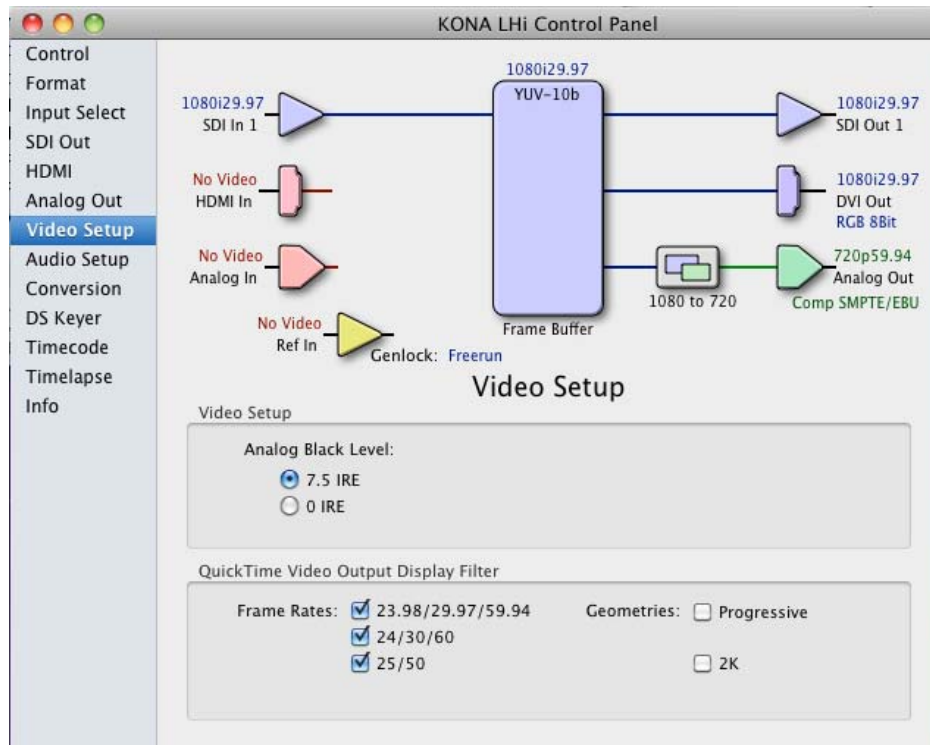 KONA LHi Control Panel
Control
Format
Input Select
SDI Out
HDMI
Analog Out
Video Setup
Audio Setup
Conversion
DS Keyer
Timecode
Timelapse
Info
1080i29.97
SDI In 1
No Video
HDMI In
No Video
Analog In
No Video
Ref In
Genlock: Freerun
1080i29.97
YUV-10b
Frame Buffer
1080 to 720
1080i29.97
SDI Out 1
1080i29.97
DVI Out
RGB 8Bit
720p59.94
Analog Out
Comp SMPTE/EBU
Video Setup
Video Setup
Analog Black Level:
7.5 IRE
0 IRE
QuickTime Video Output Display Filter
Frame Rates: 23.98/29.97/59.94 Geometries: Progressive
24/30/60
25/50 2K